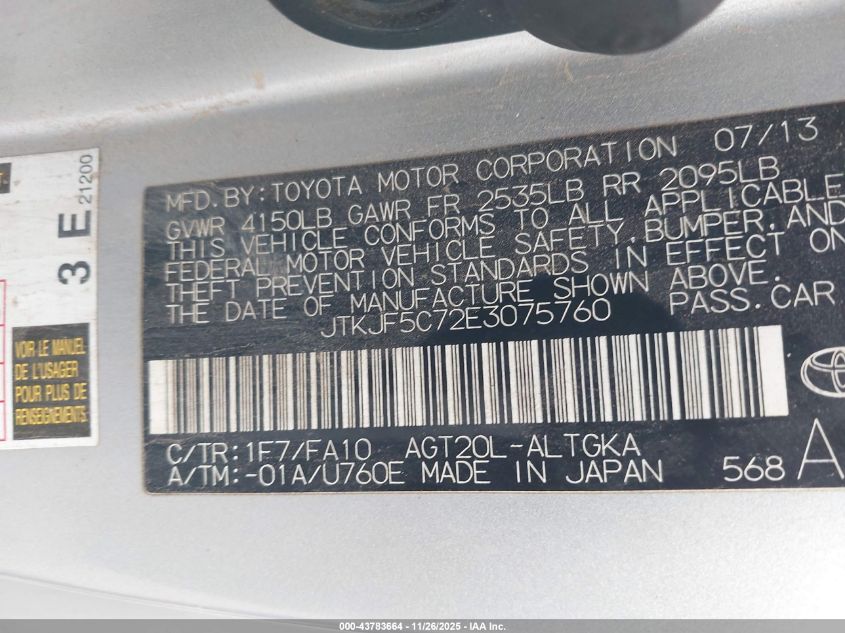 MFD.BY:TOYOTA MOTOR CORPORATION 07/13
GVWR 4150LB GAWR FR 2535LB RR 2095LB
THIS VEHICLE CONFORMS TO ALL APPLICABLE
FEDERAL MOTOR VEHICLE SAFETY,BUMPER,AND
THEFT PREVENTION STANDARDS IN EFFECT ON
THE DATE OF MANUFACTURE SHOWN ABOVE.
JTKJF5C72E3075760 PASS.CAR
C/TR:1F7/FA10 AGT20L-ALTGKA
A/TM:-01A/U760E MADE IN JAPAN 568 A
3 E
21200
VOIR LE MANUEL
DE L'USAGER
POUR PLUS DE
RENSEIGNEMENTS.
000-43783664 - 11/26/2025 - IAA Inc.